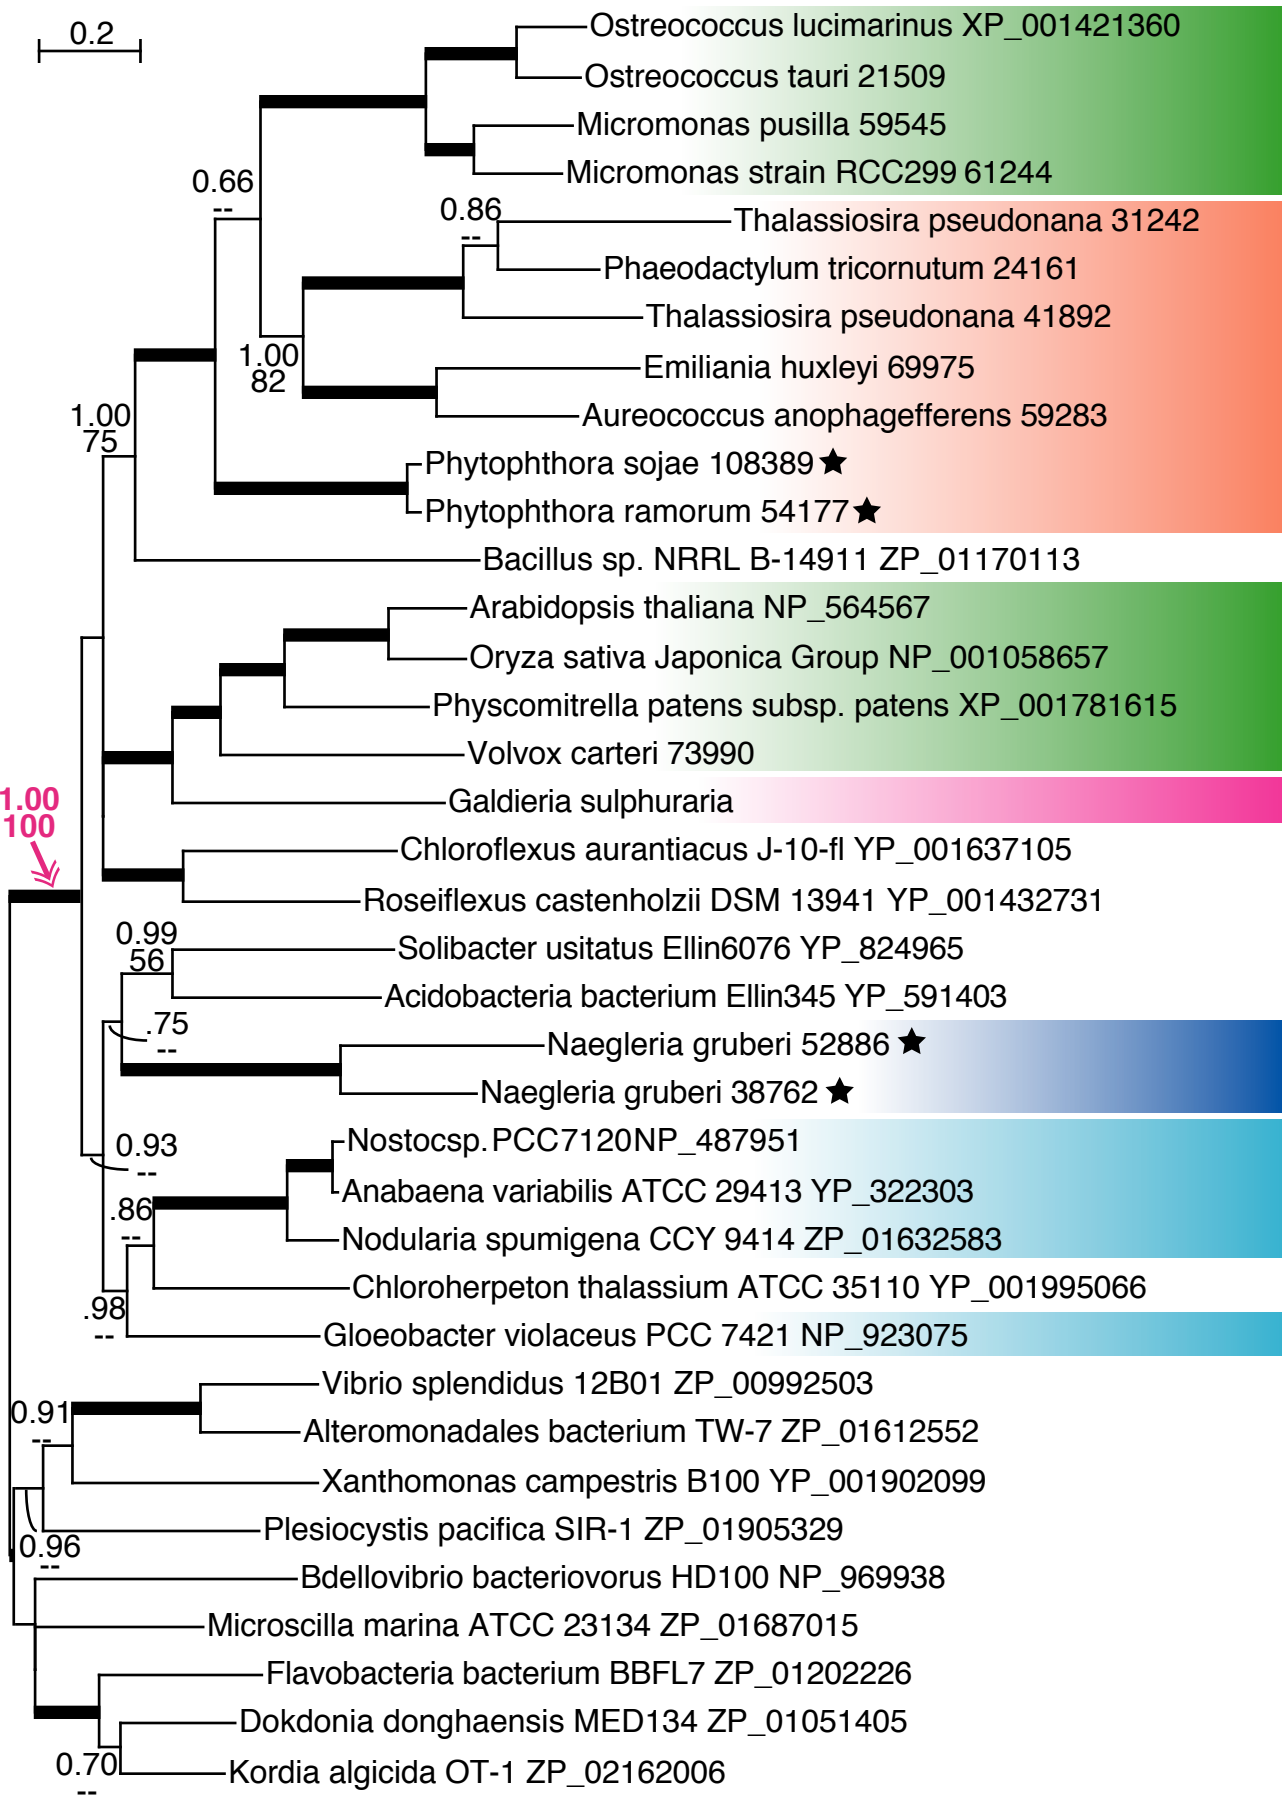 0.2
Ostreococcus lucimarinus XP_001421360
Ostreococcus tauri 21509
Micromonas pusilla 59545
Micromonas strain RCC299 61244
0.66
--
0.86
--
Thalassiosira pseudonana 31242
Phaeodactylum tricornutum 24161
Thalassiosira pseudonana 41892
1.00
82
Emiliania huxleyi 69975
Aureococcus anophagefferens 59283
1.00
75
Phytophthora sojae 108389★
Phytophthora ramorum 54177★
Bacillus sp. NRRL B-14911 ZP_01170113
Arabidopsis thaliana NP_564567
Oryza sativa Japonica Group NP_001058657
Physcomitrella patens subsp. patens XP_001781615
Volvox carteri 73990
Galdieria sulphuraria
1.00
100
Chloroflexus aurantiacus J-10-fl YP_001637105
Roseiflexus castenholzii DSM 13941 YP_001432731
0.99
56
Solibacter usitatus Ellin6076 YP_824965
Acidobacteria bacterium Ellin345 YP_591403
.75
--
Naegleria gruberi 52886 ★
Naegleria gruberi 38762 ★
0.93
--
Nostocsp.PCC7120NP_487951
Anabaena variabilis ATCC 29413 YP_322303
.86
--
Nodularia spumigena CCY 9414 ZP_01632583
Chloroherpeton thalassium ATCC 35110 YP_001995066
.98
--
Gloeobacter violaceus PCC 7421 NP_923075
Vibrio splendidus 12B01 ZP_00992503
0.91
--
Alteromonadales bacterium TW-7 ZP_01612552
Xanthomonas campestris B100 YP_001902099
Plesiocystis pacifica SIR-1 ZP_01905329
0.96
--
Bdellovibrio bacteriovorus HD100 NP_969938
Microscilla marina ATCC 23134 ZP_01687015
Flavobacteria bacterium BBFL7 ZP_01202226
Dokdonia donghaensis MED134 ZP_01051405
0.70
--
Kordia algicida OT-1 ZP_02162006